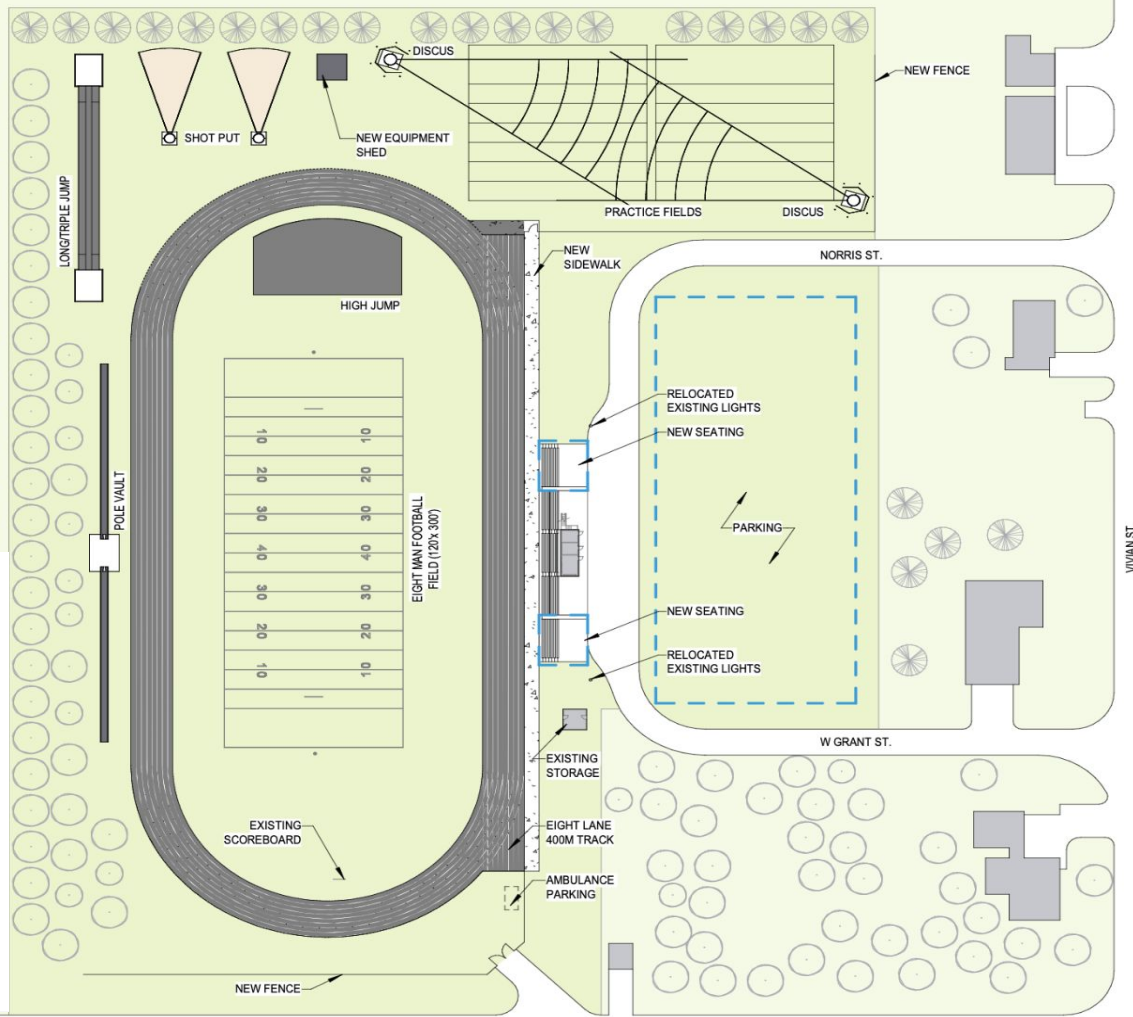 DISCUS
NEW FENCE
SHOT PUT
NEW EQUIPMENT
SHED
LONG/TRIPLE JUMP
PRACTICE FIELDS
DISCUS
NEW
SIDEWALK
NORRIS ST.
HIGH JUMP
RELOCATED
EXISTING LIGHTS
NEW SEATING
10 10
20 20
30 30
40 40
30 30
20 20
10 10
POLE VAULT
EIGHT MAN FOOTBALL
FIELD (120'x 300')
PARKING
VIVIAN ST.
NEW SEATING
RELOCATED
EXISTING LIGHTS
W GRANT ST.
EXISTING
STORAGE
EXISTING
SCOREBOARD
EIGHT LANE
400M TRACK
AMBULANCE
PARKING
NEW FENCE